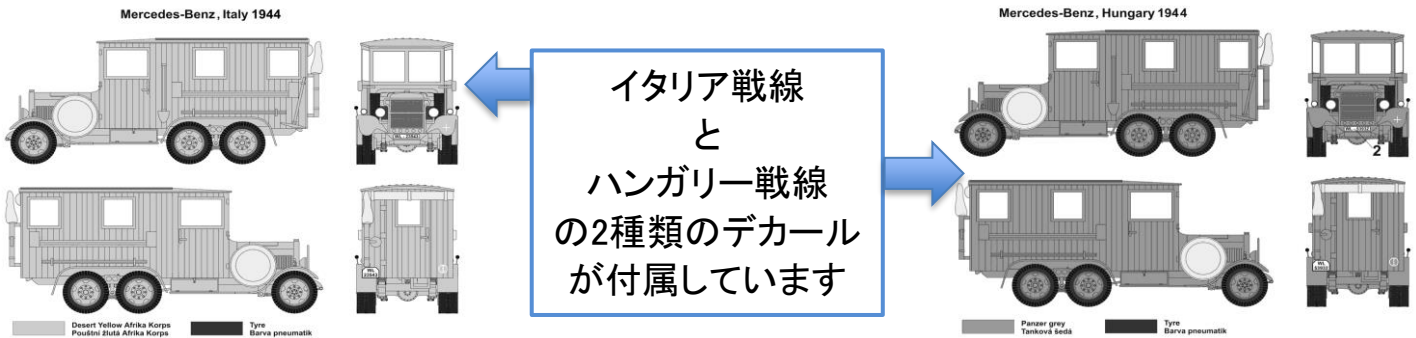 Mercedes-Benz, Italy 1944
Desert Yellow Afrika Korps
Pouštní žlutá Afrika Korps
Tyre
Barva pneumatik
イタリア戦線
と
ハンガリー戦線
の2種類のデカール
が付属しています
Mercedes-Benz, Hungary 1944
2
Panzer grey
Tanková šedá
Tyre
Barva pneumatik